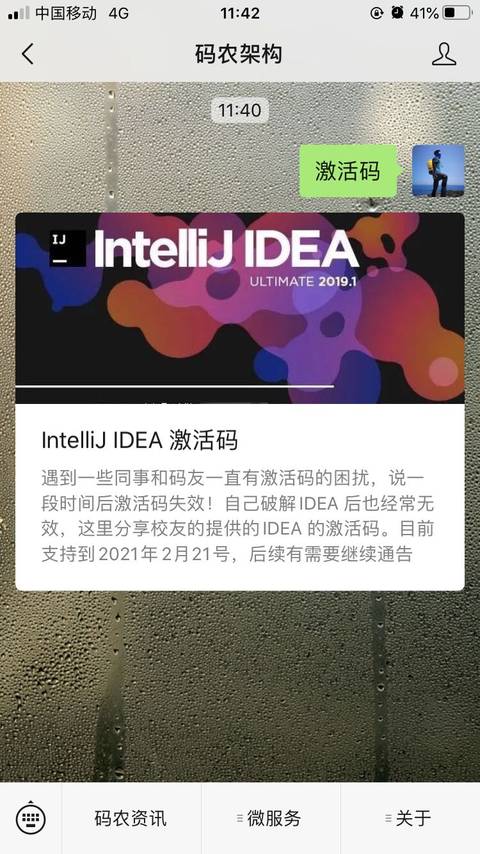 中国移动 4G 11:42 41%
码农架构
11:40
激活码
IJ
IntelliJ IDEA
ULTIMATE 2019.1
IntelliJ IDEA 激活码
遇到一些同事和码友一直有激活码的困扰，说一
段时间后激活码失效！自己破解IDEA 后也经常无
效，这里分享校友的提供的IDEA 的激活码。目前
支持到2021年2月21号，后续有需要继续通告
码农资讯 微服务 关于